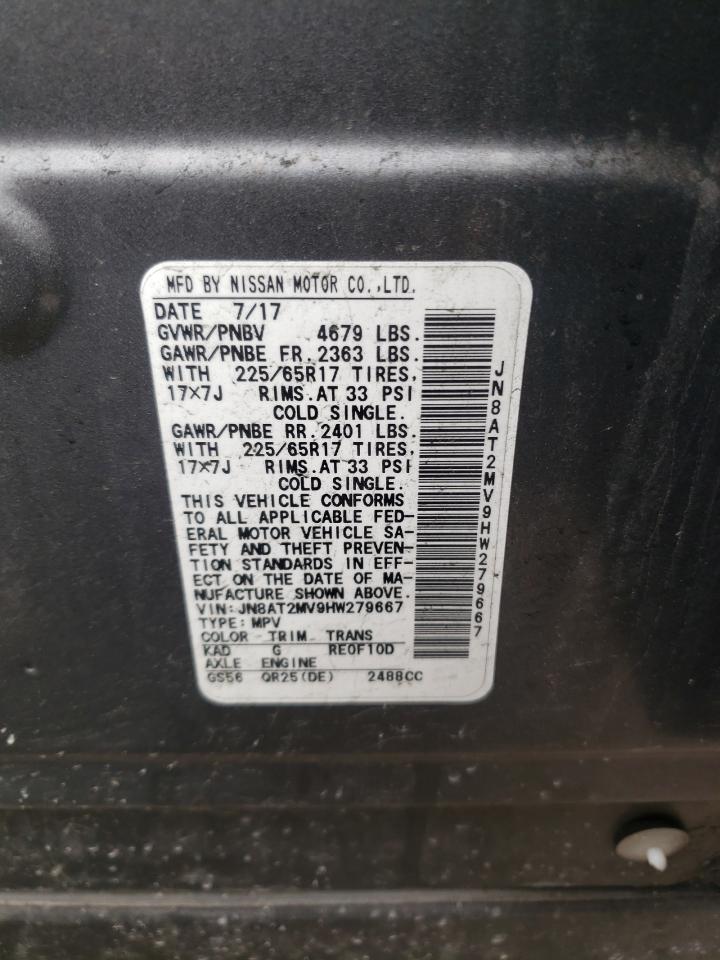 MFD BY NISSAN MOTOR CO.,LTD.
DATE 7/17
GVWR/PNBV 4679 LBS.
GAWR/PNBE FR. 2363 LBS.
WITH 225/65R17 TIRES,
17×7J RIMS.AT 33 PSI
COLD SINGLE.
GAWR/PNBE RR. 2401 LBS.
WITH 225/65R17 TIRES,
17×7J RIMS.AT 33 PSI
COLD SINGLE.
THIS VEHICLE CONFORMS
TO ALL APPLICABLE FED-
ERAL MOTOR VEHICLE SA-
FETY AND THEFT PREVEN-
TION STANDARDS IN EFF-
ECT ON THE DATE OF MA-
NUFACTURE SHOWN ABOVE.
VIN:JN8AT2MV9HW279667
TYPE:MPV
COLOR TRIM TRANS
KAD G RE0F10D
AXLE ENGINE
GS56 QR25(DE) 2488CC
JN8AT2MV9HW279667